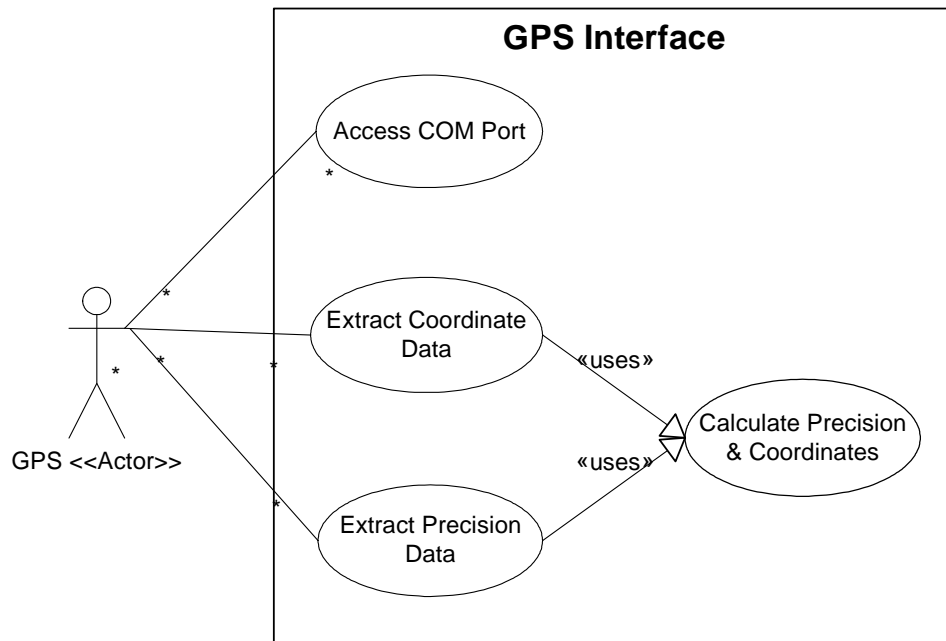 GPS Interface
Access COM Port
*
*
Extract Coordinate
Data
*
*
*
«uses»
GPS <<Actor>>
Calculate Precision
& Coordinates
«uses»
*
Extract Precision
Data